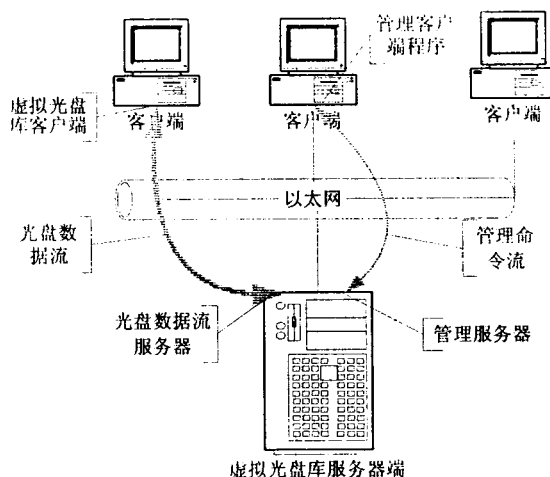 管理客户
端程序
虚拟光盘
库客户端
客户端
客户端
客户端
以太网
光盘数
据流
管理命
令流
光盘数据流
服务器
管理服务器
虚拟光盘库服务器端